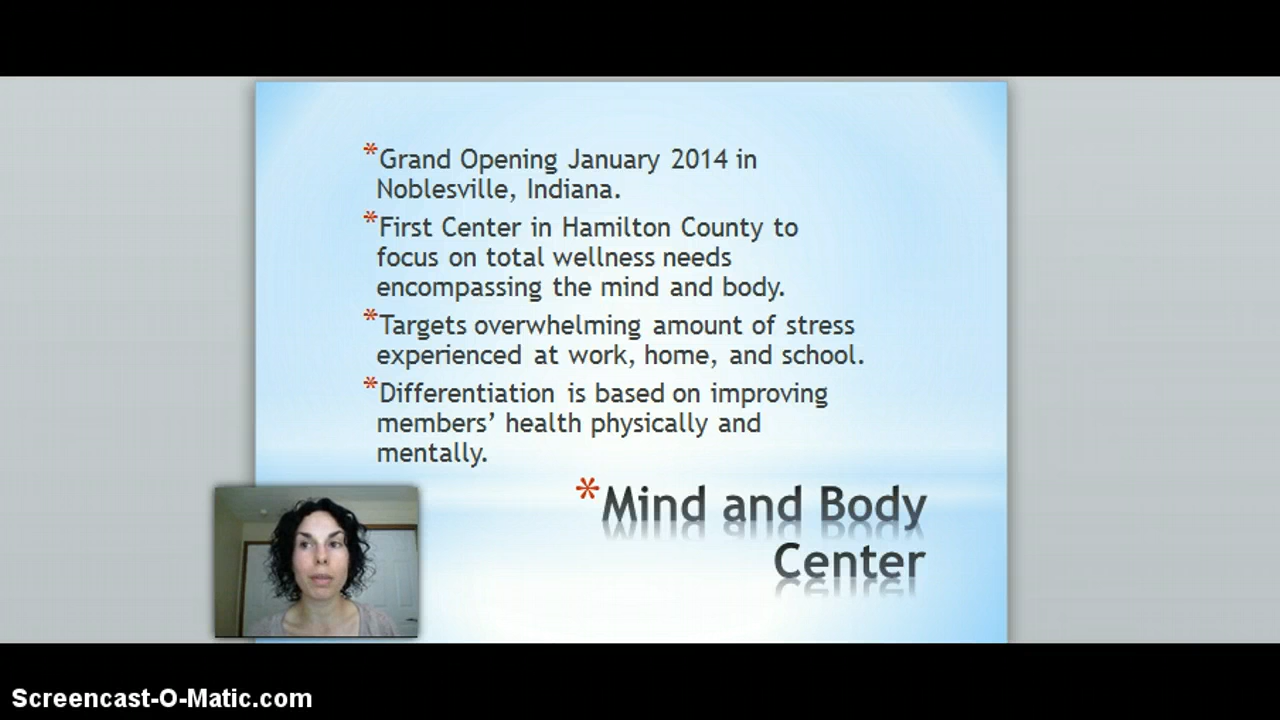 *Grand Opening January 2014 in
Noblesville, Indiana.
*First Center in Hamilton County to
focus on total wellness needs
encompassing the mind and body.
*Targets overwhelming amount of stress
experienced at work, home, and school.
*Differentiation is based on improving
members’ health physically and
mentally.
*Mind and Body
Center
Screencast-O-Matic.com